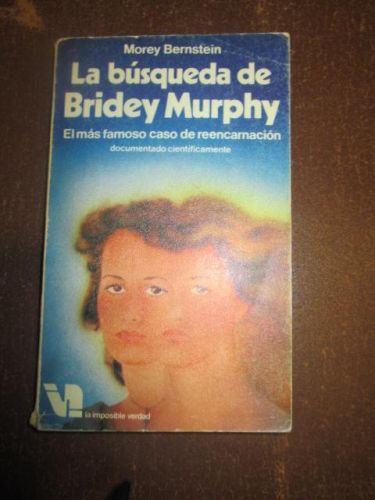 Morey Bernstein
La búsqueda de
Bridey Murphy
El más famoso caso de reencarnación
documentado científicamente
la imposible verdad